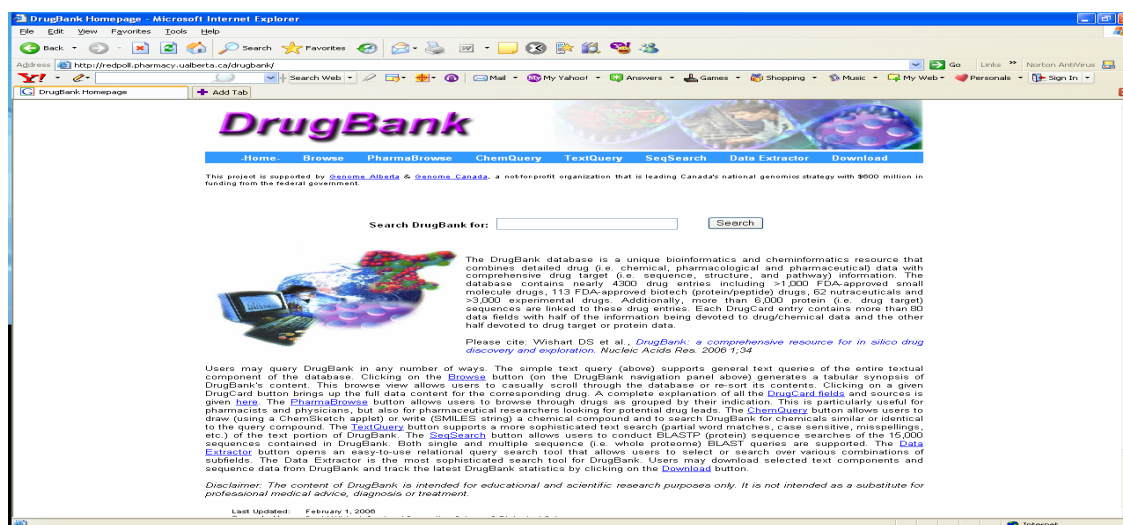 DrugBank Homepage - Microsoft Internet Explorer
File Edit View Favorites Tools Help
Back Search Favorites
Address http://redpoll.pharmacy.ualberta.ca/drugbank/ Go Links » Norton AntiVirus
Y! Search Web Mail My Yahoo! Answers Games Shopping Music My Web Personals Sign In
DrugBank Homepage Add Tab
DrugBank
-Home- Browse PharmaBrowse ChemQuery TextQuery SeqSearch Data Extractor Download
This project is supported by Genome Alberta & Genome Canada, a not-for-profit organization that is leading Canada's national genomics strategy with $600 million in
funding from the federal government.
Search DrugBank for: Search
The DrugBank database is a unique bioinformatics and cheminformatics resource that
combines detailed drug (i.e. chemical, pharmacological and pharmaceutical) data with
comprehensive drug target (i.e. sequence, structure, and pathway) information. The
database contains nearly 4300 drug entries including >1,000 FDA-approved small
molecule drugs, 113 FDA-approved biotech (protein/peptide) drugs, 62 nutraceuticals and
>3,000 experimental drugs. Additionally, more than 6,000 protein (i.e. drug target)
sequences are linked to these drug entries. Each DrugCard entry contains more than 80
data fields with half of the information being devoted to drug/chemical data and the other
half devoted to drug target or protein data.
Please cite: Wishart DS et al., DrugBank: a comprehensive resource for in silico drug
discovery and exploration. Nucleic Acids Res. 2006 1;34
Users may query DrugBank in any number of ways. The simple text query (above) supports general text queries of the entire textual
component of the database. Clicking on the Browse button (on the DrugBank navigation panel above) generates a tabular synopsis of
DrugBank's content. This browse view allows users to casually scroll through the database or re-sort its contents. Clicking on a given
DrugCard button brings up the full data content for the corresponding drug. A complete explanation of all the DrugCard fields and sources is
given here. The PharmaBrowse button allows users to browse through drugs as grouped by their indication. This is particularly useful for
pharmacists and physicians, but also for pharmaceutical researchers looking for potential drug leads. The ChemQuery button allows users to
draw (using a ChemSketch applet) or write (SMILES string) a chemical compound and to search DrugBank for chemicals similar or identical
to the query compound. The TextQuery button supports a more sophisticated text search (partial word matches, case sensitive, misspellings,
etc.) of the text portion of DrugBank. The SeqSearch button allows users to conduct BLASTP (protein) sequence searches of the 15,000
sequences contained in DrugBank. Both single and multiple sequence (i.e. whole proteome) BLAST queries are supported. The Data
Extractor button opens an easy-to-use relational query search tool that allows users to select or search over various combinations of
subfields. The Data Extractor is the most sophisticated search tool for DrugBank. Users may download selected text components and
sequence data from DrugBank and track the latest DrugBank statistics by clicking on the Download button.
Disclaimer: The content of DrugBank is intended for educational and scientific research purposes only. It is not intended as a substitute for
professional medical advice, diagnosis or treatment.
Last Updated: February 1, 2006
Internet